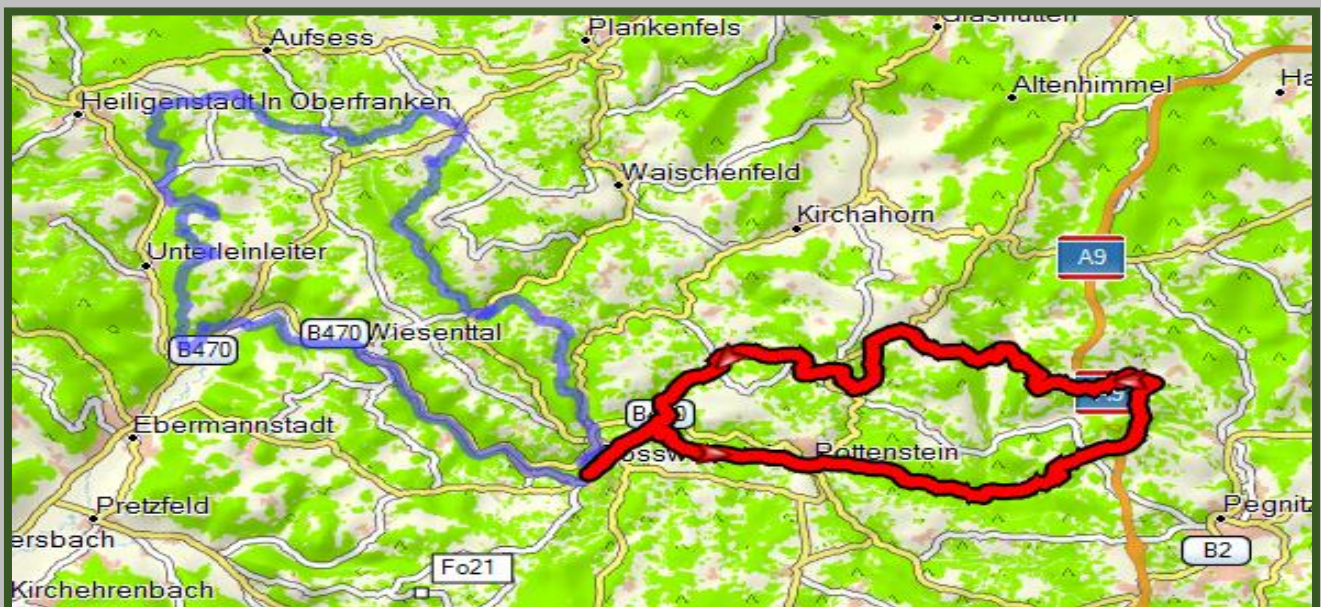 Plankenfels
Aufsess
Altenhimmel
Heiligenstadt In Oberfranken
Waischenfeld
Kirchahorn
Unterleinleiter
A9
B470
Wiesenttal
B470
Ebermannstadt
Pottenstein
Pretzfeld
Pegnitz
ersbach
B2
Fo21
Kirchehrenbach